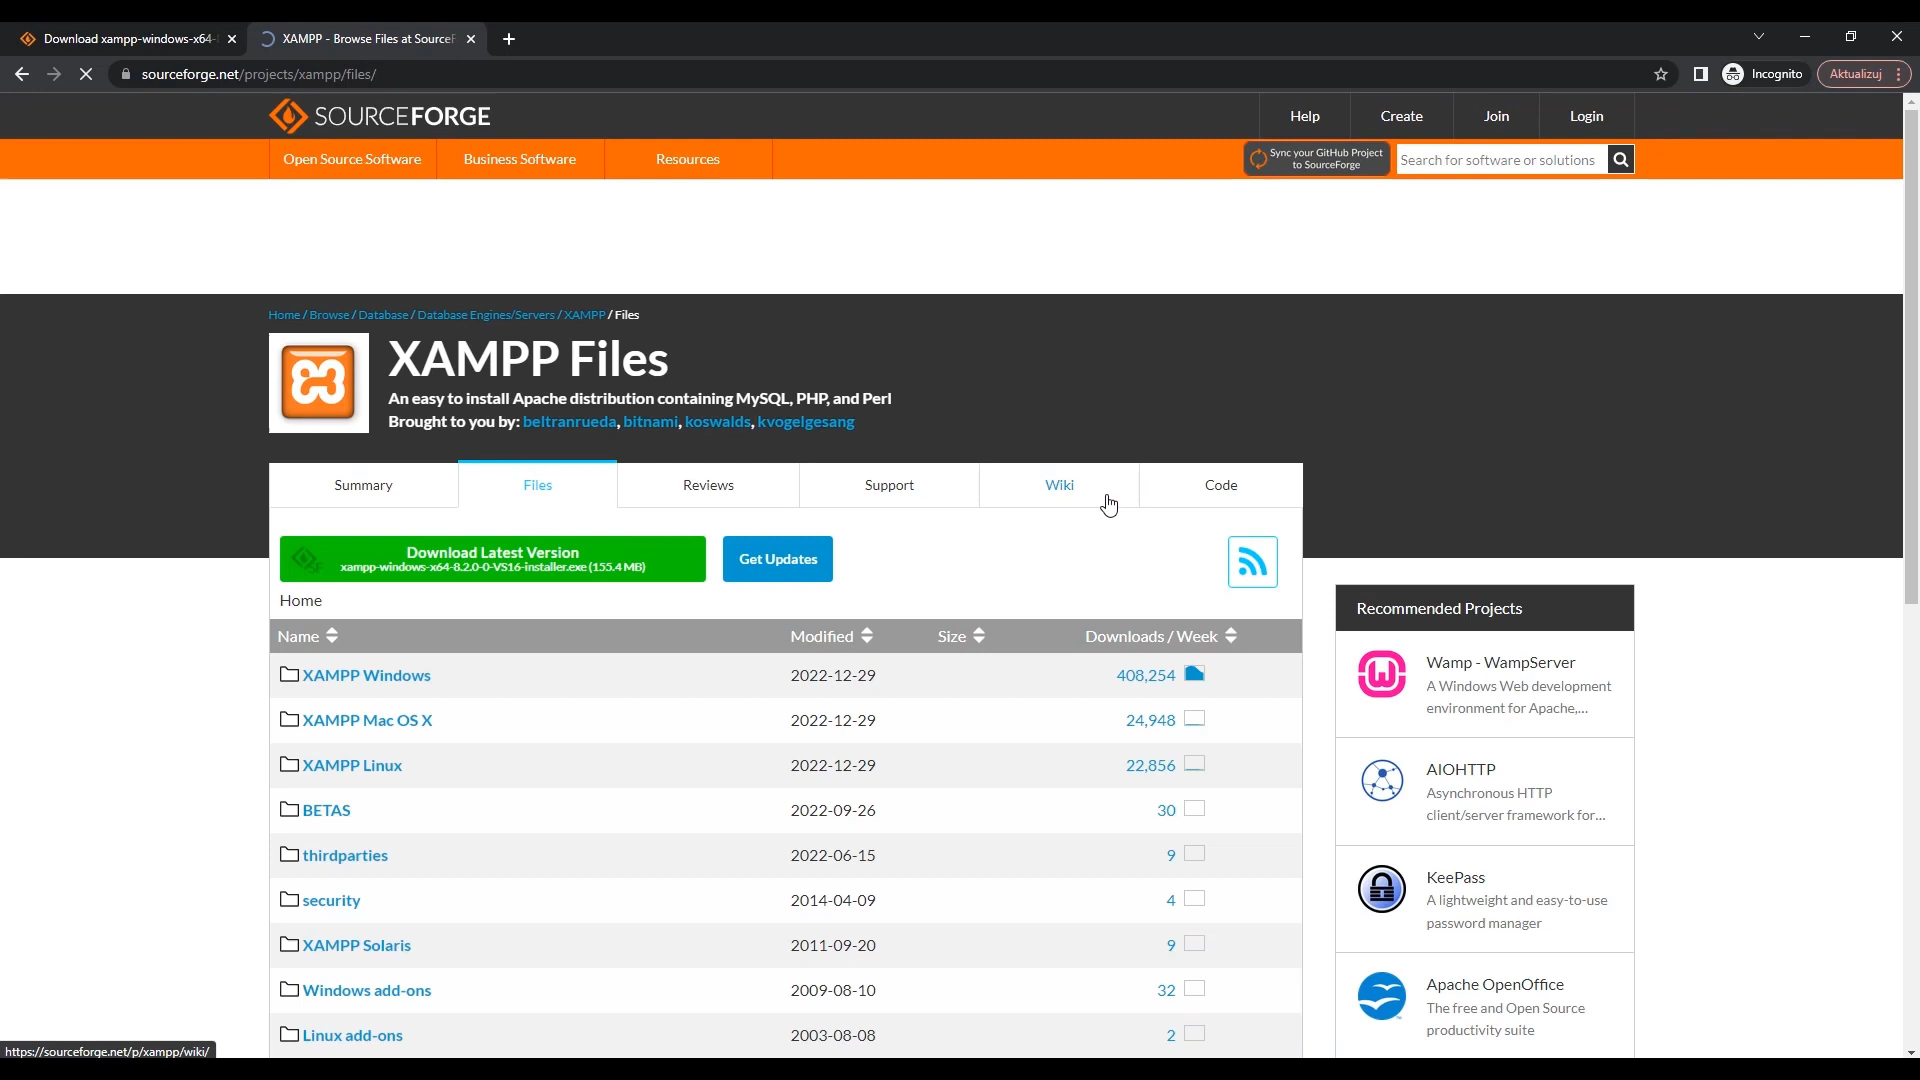 Download xampp-windows-x64-
XAMPP - Browse Files at SourceF
sourceforge.net/projects/xampp/files/
Incognito
Aktualizuj
SOURCEFORGE
Help
Create
Join
Login
Open Source Software
Business Software
Resources
Sync your GitHub Project
to SourceForge
Search for software or solutions
Home / Browse / Database / Database Engines/Servers / XAMPP / Files
XAMPP Files
An easy to install Apache distribution containing MySQL, PHP, and Perl
Brought to you by: beltranrueda, bitnami, koswalds, kvogelgesang
Summary
Files
Reviews
Support
Wiki
Code
Download Latest Version
xampp-windows-x64-8.2.0-0-VS16-installer.exe (155.4 MB)
Get Updates
Home
Name Modified Size Downloads / Week
XAMPP Windows 2022-12-29 408,254
XAMPP Mac OS X 2022-12-29 24,948
XAMPP Linux 2022-12-29 22,856
BETAS 2022-09-26 30
thirdparties 2022-06-15 9
security 2014-04-09 4
XAMPP Solaris 2011-09-20 9
Windows add-ons 2009-08-10 32
Linux add-ons 2003-08-08 2
Recommended Projects
Wamp - WampServer
A Windows Web development
environment for Apache,...
AIOHTTP
Asynchronous HTTP
client/server framework for...
KeePass
A lightweight and easy-to-use
password manager
Apache OpenOffice
The free and Open Source
productivity suite
https://sourceforge.net/p/xampp/wiki/